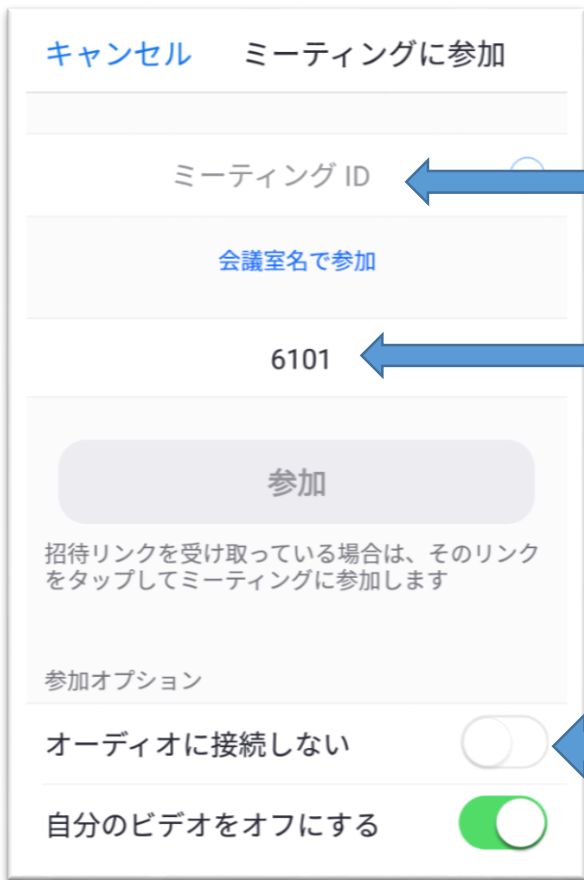 キャンセル ミーティングに参加
ミーティング ID
会議室名で参加
6101
参加
招待リンクを受け取っている場合は、そのリンク
をタップしてミーティングに参加します
参加オプション
オーディオに接続しない
自分のビデオをオフにする